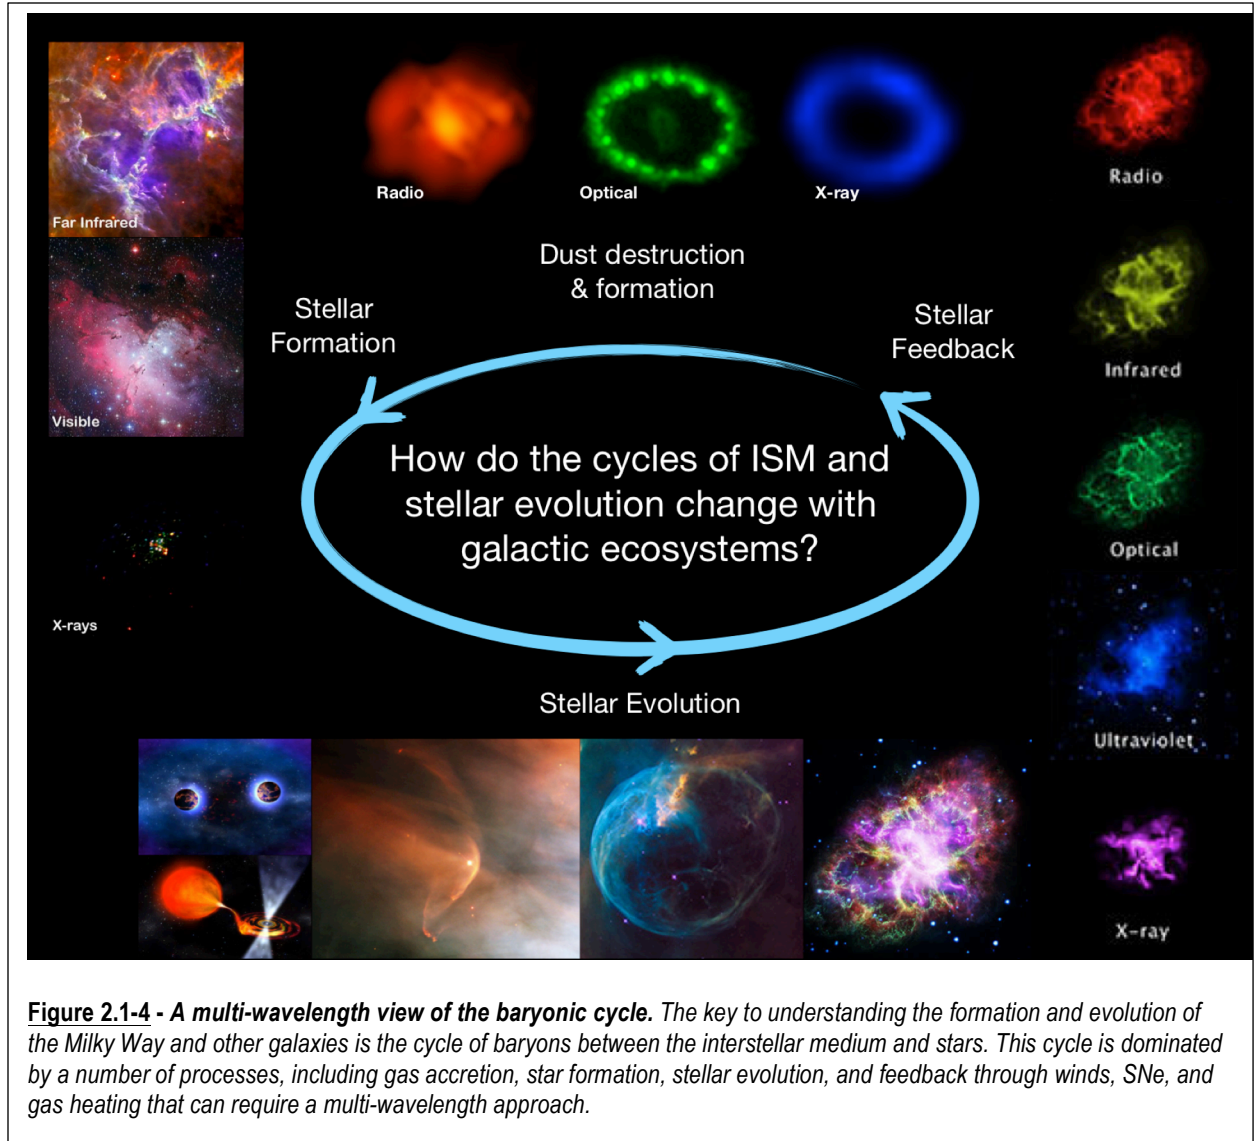 Far Infrared
Visible
X-rays
Radio
Optical
X-ray
Radio
Infrared
Optical
Ultraviolet
X-ray
Dust destruction
& formation
Stellar
Formation
Stellar
Feedback
How do the cycles of ISM and
stellar evolution change with
galactic ecosystems?
Stellar Evolution
Figure 2.1-4 - A multi-wavelength view of the baryonic cycle. The key to understanding the formation and evolution of
the Milky Way and other galaxies is the cycle of baryons between the interstellar medium and stars. This cycle is dominated
by a number of processes, including gas accretion, star formation, stellar evolution, and feedback through winds, SNe, and
gas heating that can require a multi-wavelength approach.